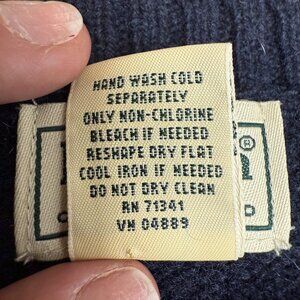 HAND WASH COLD
SEPARATELY
ONLY NON-CHLORINE
BLEACH IF NEEDED
RESHAPE DRY FLAT
COOL IRON IF NEEDED
DO NOT DRY CLEAN
RN 71341
VN 04889
®